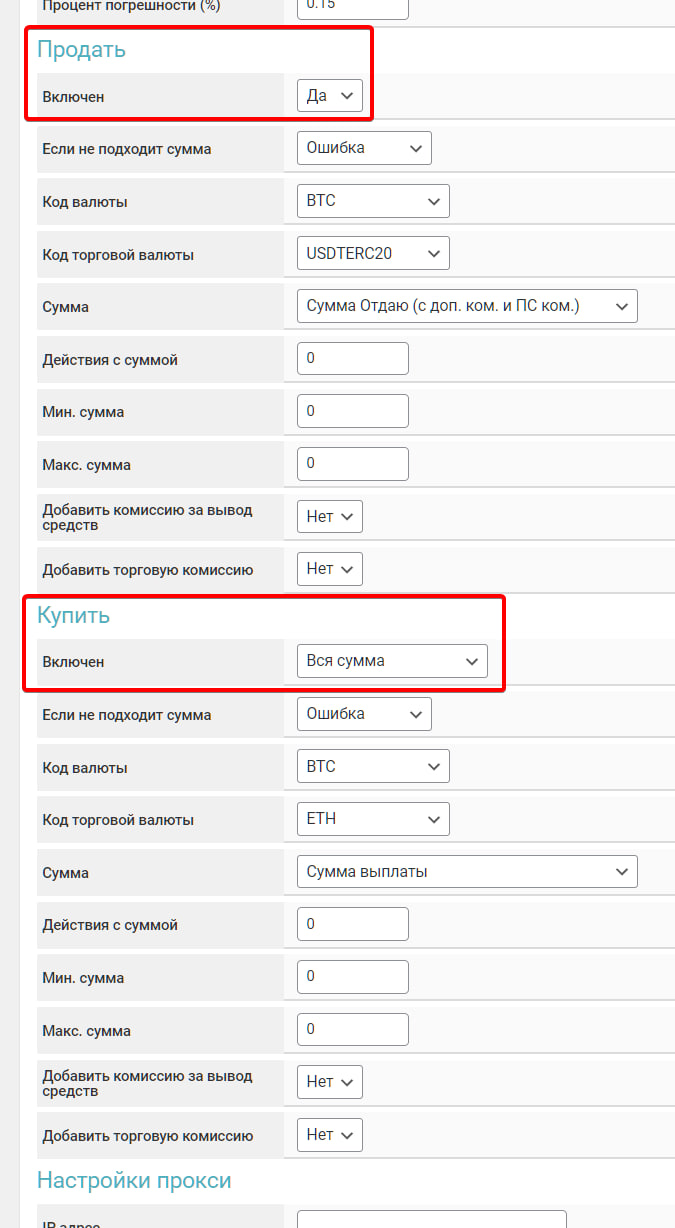 Процент погрешности (%) 0.15
Продать
Включен Да
Если не подходит сумма Ошибка
Код валюты BTC
Код торговой валюты USDTERC20
Сумма Сумма Отдаю (с доп. ком. и ПС ком.)
Действия с суммой 0
Мин. сумма 0
Макс. сумма 0
Добавить комиссию за вывод
средств Нет
Добавить торговую комиссию Нет
Купить
Включен Вся сумма
Если не подходит сумма Ошибка
Код валюты BTC
Код торговой валюты ETH
Сумма Сумма выплаты
Действия с суммой 0
Мин. сумма 0
Макс. сумма 0
Добавить комиссию за вывод
средств Нет
Добавить торговую комиссию Нет
Настройки прокси
IP адрес